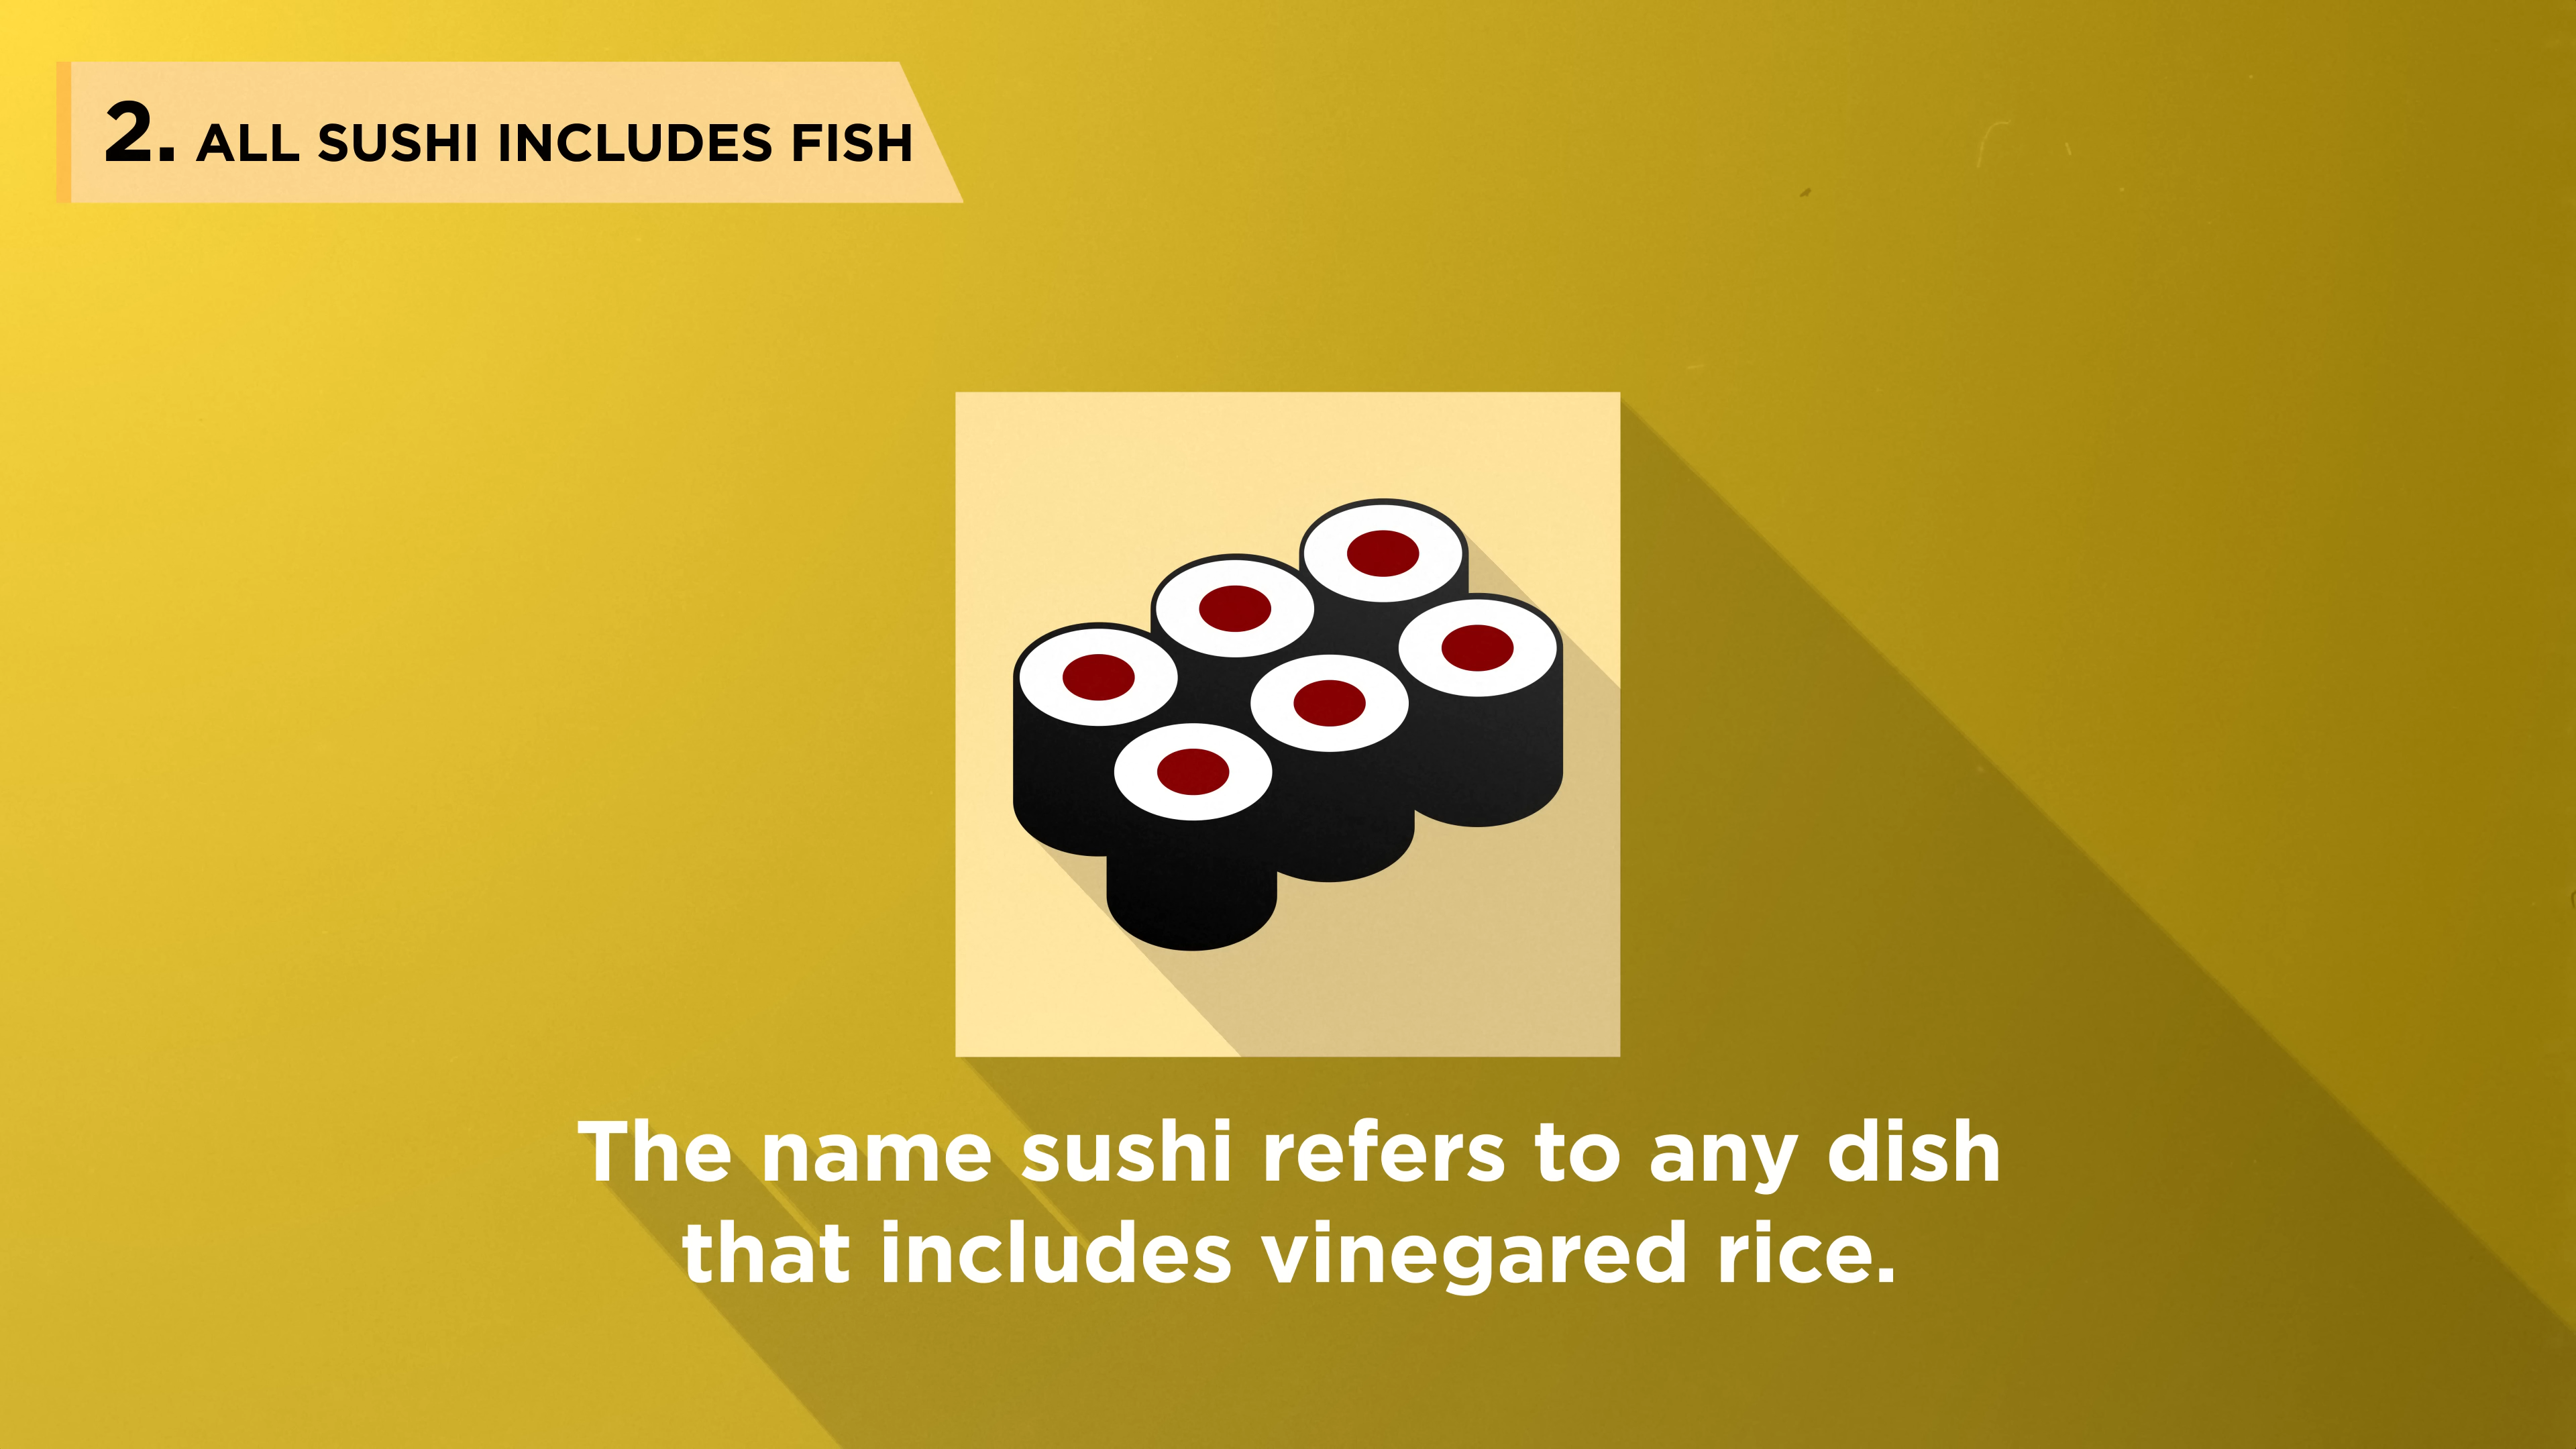 2. ALL SUSHI INCLUDES FISH
The name sushi refers to any dish
that includes vinegared rice.